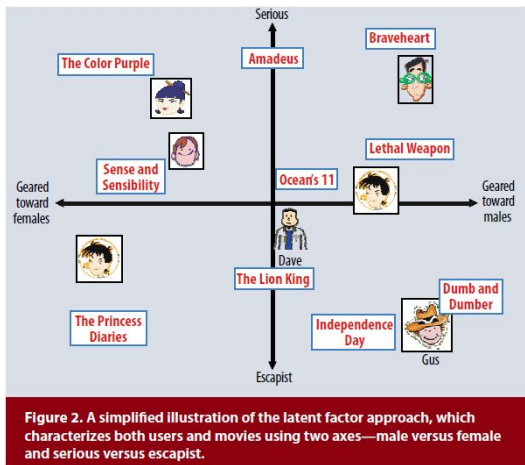 Serious
Braveheart
Amadeus
The Color Purple
Lethal Weapon
Sense and
Sensibility
Ocean's 11
Geared
toward
females
Geared
toward
males
Dave
The Lion King
Dumb and
Dumber
The Princess
Diaries
Independence
Day
Gus
Escapist
Figure 2. A simplified illustration of the latent factor approach, which
characterizes both users and movies using two axes—male versus female
and serious versus escapist.